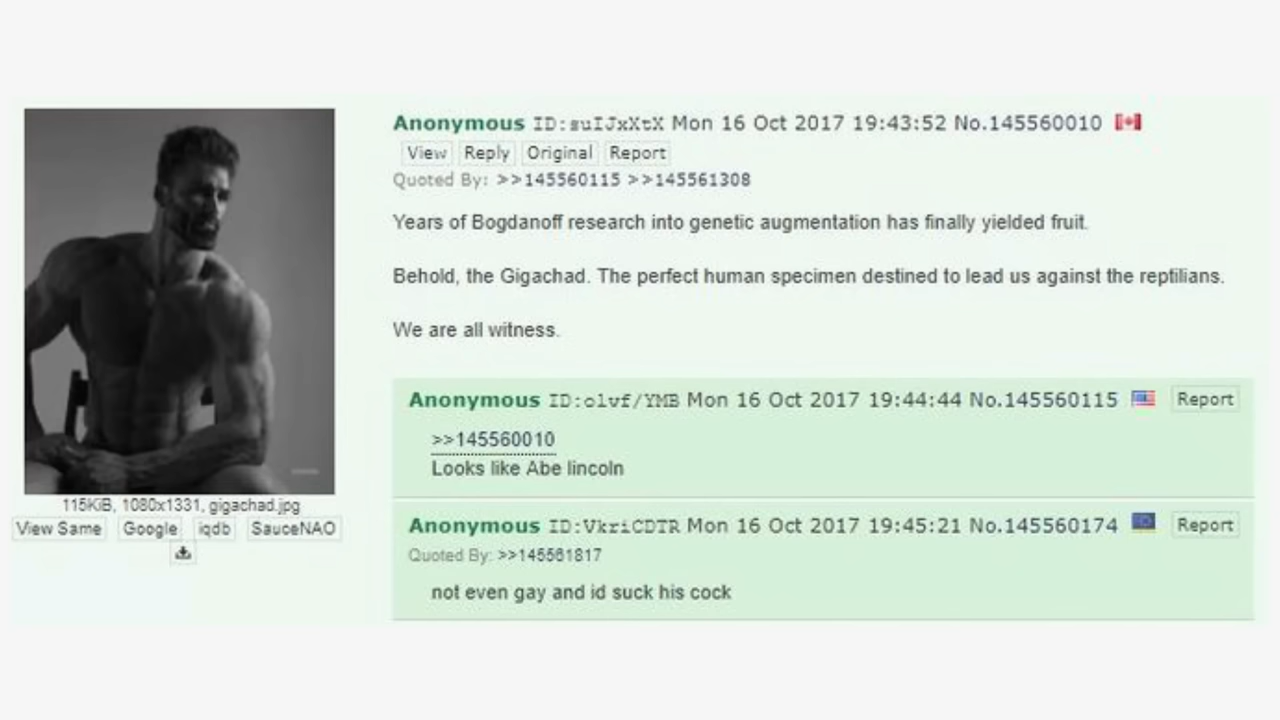 Anonymous ID:suIJxXtX Mon 16 Oct 2017 19:43:52 No.145560010
View Reply Original Report
Quoted By: >>145560115 >>145561308
Years of Bogdanoff research into genetic augmentation has finally yielded fruit.
Behold, the Gigachad. The perfect human specimen destined to lead us against the reptilians.
We are all witness.
115KiB, 1080x1331, gigachad.jpg
View Same Google iqdb SauceNAO
Anonymous ID:olvf/YMB Mon 16 Oct 2017 19:44:44 No.145560115 Report
>>145560010
Looks like Abe lincoln
Anonymous ID:VkriCDTR Mon 16 Oct 2017 19:45:21 No.145560174 Report
Quoted By: >>145561817
not even gay and id suck his cock